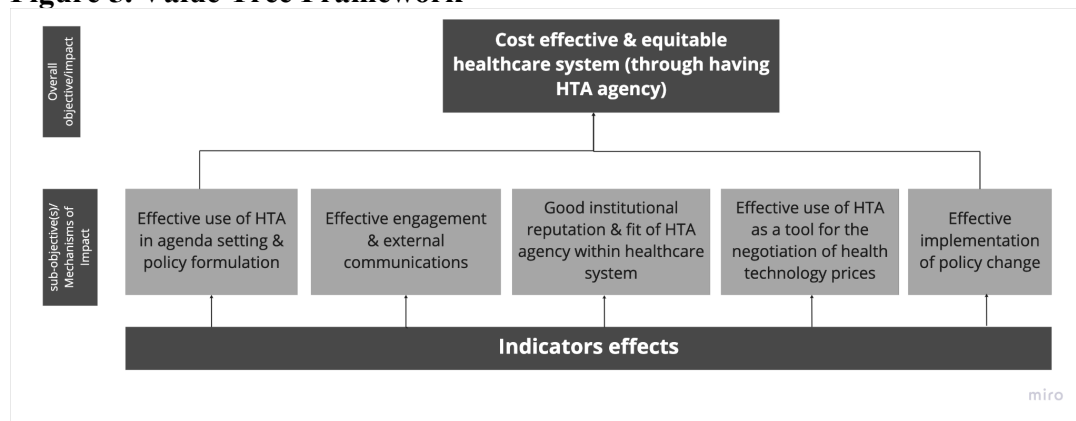 Figure 3. Value Tree Framework
Overall
objective/impact
Cost effective & equitable
healthcare system (through having
HTA agency)
sub-objective(s)/
Mechanisms of
Impact
Effective use of HTA
in agenda setting &
policy formulation
Effective engagement
& external
communications
Good institutional
reputation & fit of HTA
agency within healthcare
system
Effective use of HTA
as a tool for the
negotiation of health
technology prices
Effective
implementation
of policy change
Indicators effects
miro